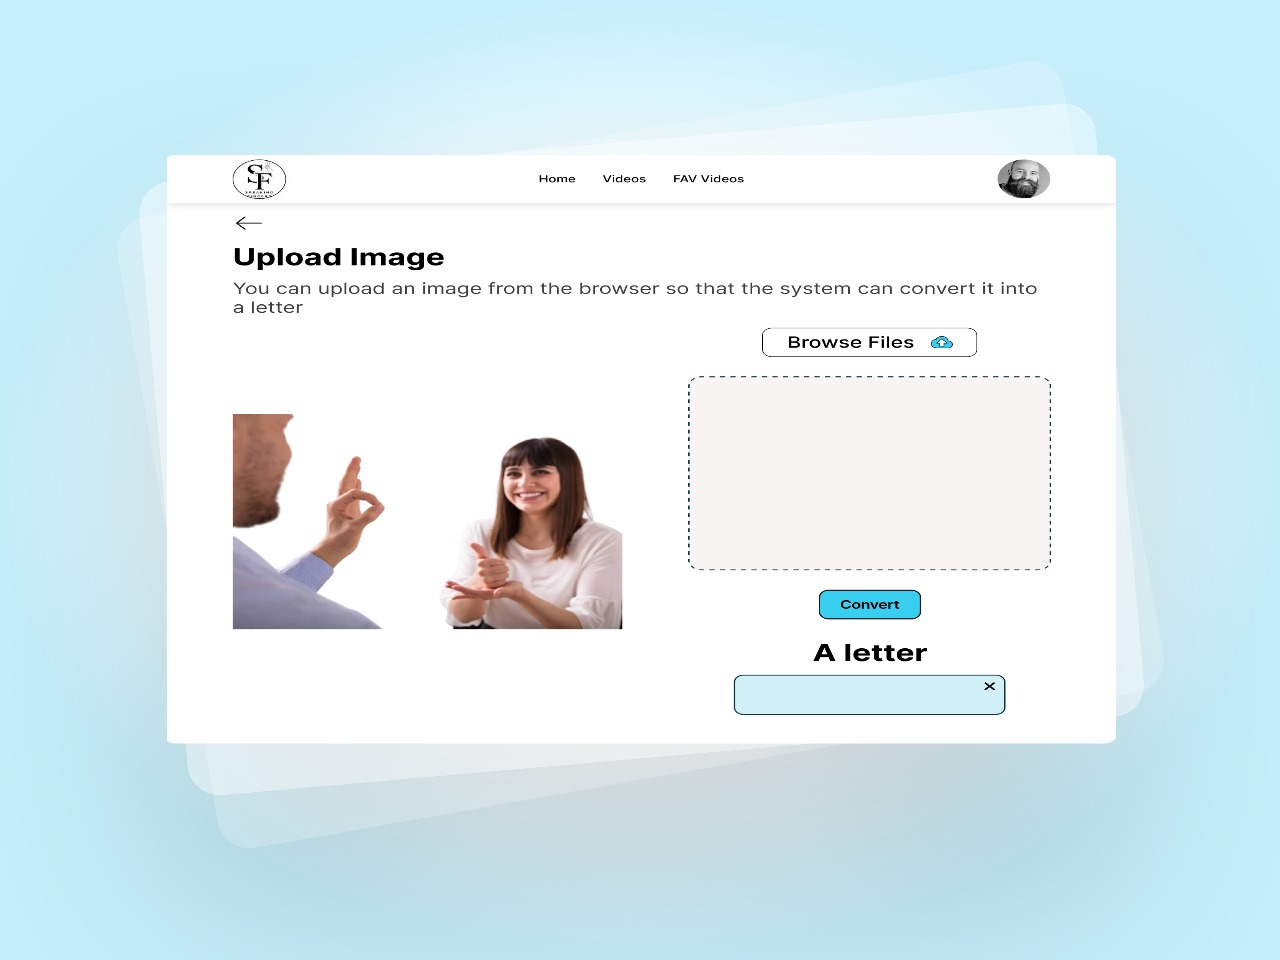 SF
SPEAKING
Home
Videos
FAV Videos
Upload Image
You can upload an image from the browser so that the system can convert it into
a letter
Browse Files
Convert
A letter